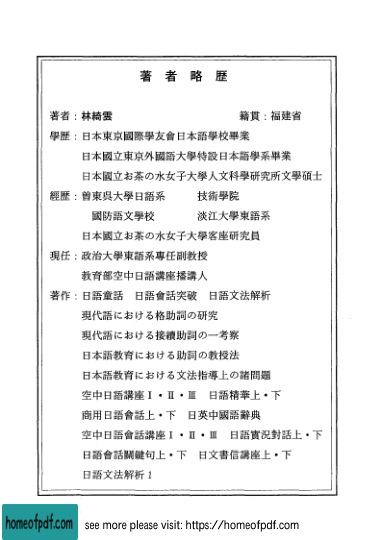 著者略歷
著者：林綺雲 籍貫：福建省
學歷：日本東京國際學友會日本語學校畢業
日本國立東京外國語大學特設日本語學系畢業
日本國立お茶の水女子大學人文科學研究所文學碩士
經歷：曾東吳大學日語系 技術學院
國防語文學校 淡江大學東語系
日本國立お茶の水女子大學客座研究員
現任：政治大學東語系專任副教授
教育部空中日語講座播講人
著作：日語童話 日語會話突破 日語文法解析
現代語における格助詞の研究
現代語における接續助詞の一考察
日本語教育における助詞の教授法
日本語教育における文法指導上の諸問題
空中日語講座Ⅰ・Ⅱ・Ⅲ 日語精華上・下
商用日語會話上・下 日英中國語辭典
空中日語會話講座Ⅰ・Ⅱ・Ⅲ 日語實況對話上・下
日語會話關鍵句上・下 日文書信講座上・下
日語文法解析1
homeofpdf.com see more please visit: https://homeofpdf.com